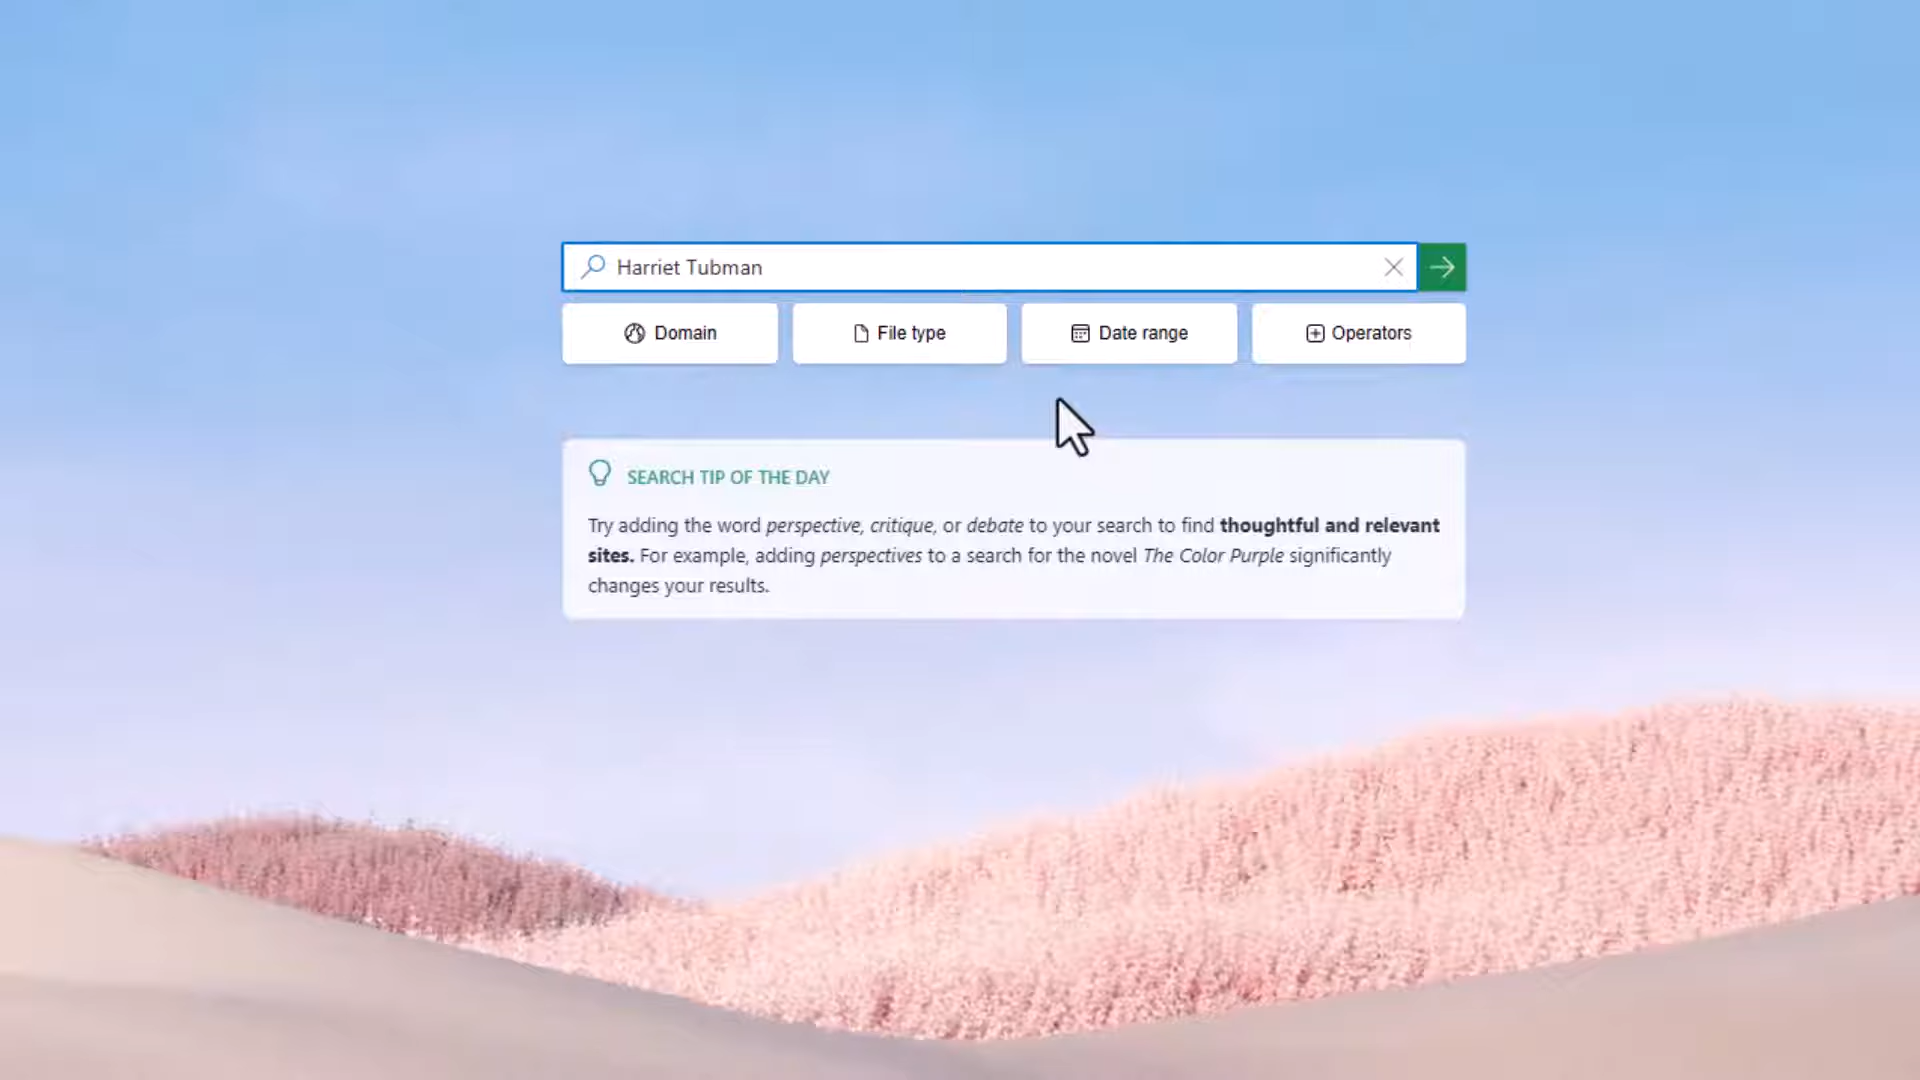 Harriet Tubman
Domain
File type
Date range
Operators
SEARCH TIP OF THE DAY
Try adding the word perspective, critique, or debate to your search to find thoughtful and relevant
sites. For example, adding perspectives to a search for the novel The Color Purple significantly
changes your results.